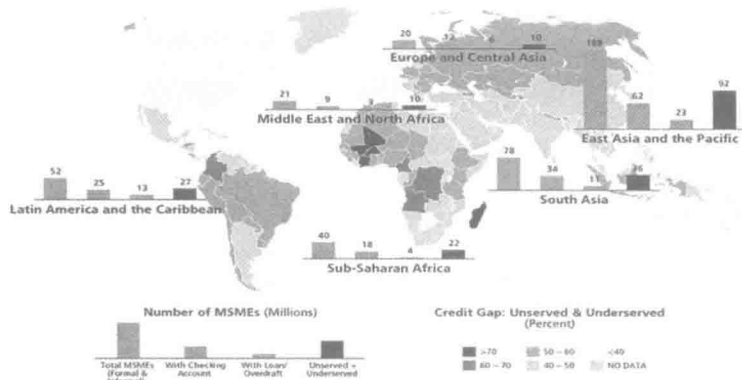 20 12 6 10
Europe and Central Asia
21 9 3 10
Middle East and North Africa
62 23 92
East Asia and the Pacific
78 34 11 36
South Asia
52 25 13 27
Latin America and the Caribbean
40 18 4 22
Sub-Saharan Africa
Number of MSMEs (Millions)
Total MSMEs
(Formal &
With Checking
Account
With Loan/
Overdraft
Unserved +
Underserved
Credit Gap: Unserved & Underserved
(Percent)
>70 50 – 60 <40
60 – 70 40 – 50 NO DATA